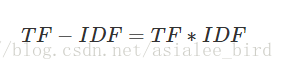 TF − IDF = TF * IDF
//blog.csdn.net/asialee_bird